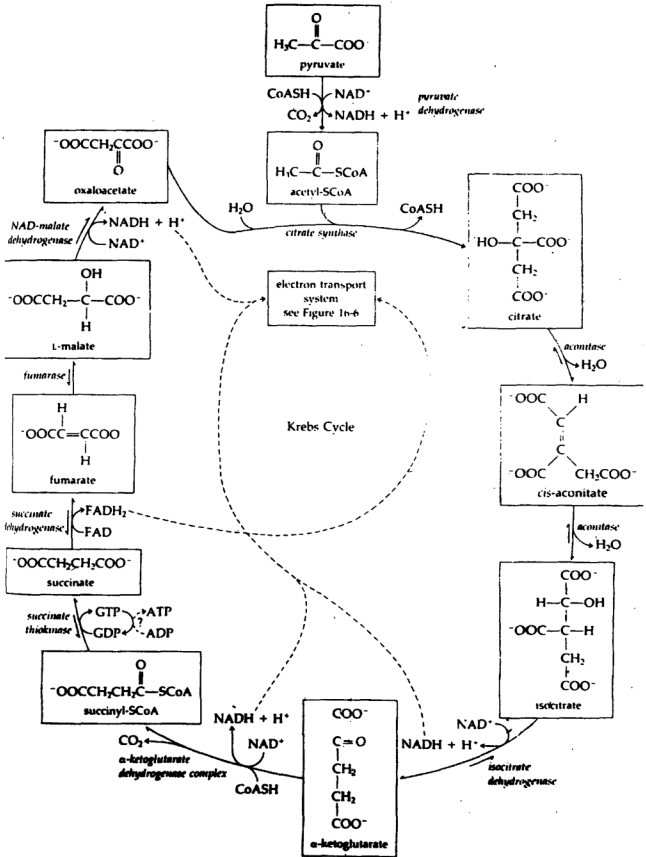 O
H₃C—C—COO⁻
pyruvate
CoASH NAD⁺
CO₂ NADH + H⁺
pyruvate
dehydrogenase
O
H₃C—C—SCoA
acetyl-SCoA
⁻OOCCH₂CCOO⁻
O
oxaloacetate
H₂O
CoASH
citrate synthase
COO⁻
CH₂
HO—C—COO⁻
CH₂
COO⁻
citrate
aconitase
H₂O
⁻OOC H
C
C
⁻OOC CH₂COO⁻
cis-aconitate
aconitase
H₂O
COO⁻
H—C—OH
⁻OOC—C—H
CH₂
COO⁻
isocitrate
NAD⁺
NADH + H⁺
isocitrate
dehydrogenase
COO⁻
C=O
CH₂
CH₂
COO⁻
α-ketoglutarate
NADH + H⁺
NAD⁺
CoASH
CO₂
α-ketoglutarate
dehydrogenase complex
O
⁻OOCCH₂CH₂C—SCoA
succinyl-SCoA
succinate
thiokinase
GTP ATP
?
GDP ADP
⁻OOCCH₂CH₂COO⁻
succinate
succinate
dehydrogenase
FADH₂
FAD
H
⁻OOCC=CCOO
H
fumarate
fumarase
OH
⁻OOCCH₂—C—COO⁻
H
L-malate
NAD-malate
dehydrogenase
NADH + H⁺
NAD⁺
electron transport
system
see Figure 16-6
Krebs Cycle